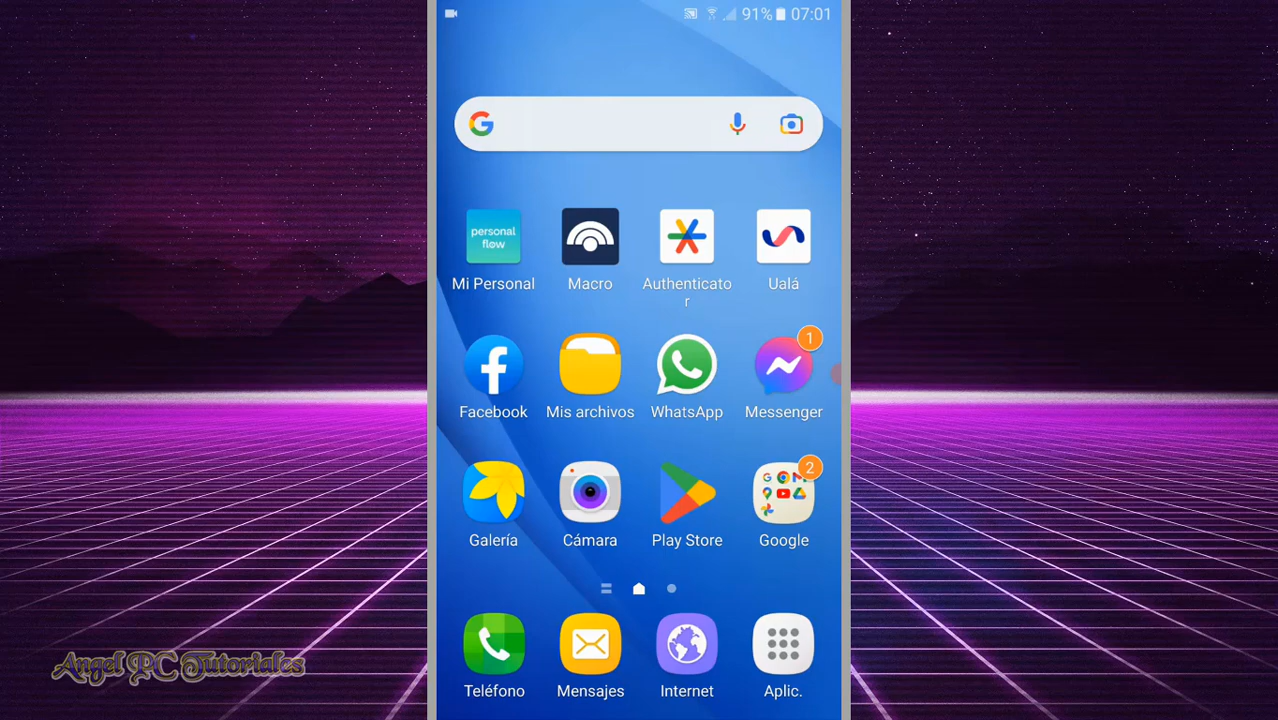 91% 07:01
personal
flow
Mi Personal
Macro
Authenticato
r
Ualá
1
Facebook
Mis archivos
WhatsApp
Messenger
2
Galería
Cámara
Play Store
Google
Teléfono
Mensajes
Internet
Aplic.
Angel PC Tutoriales